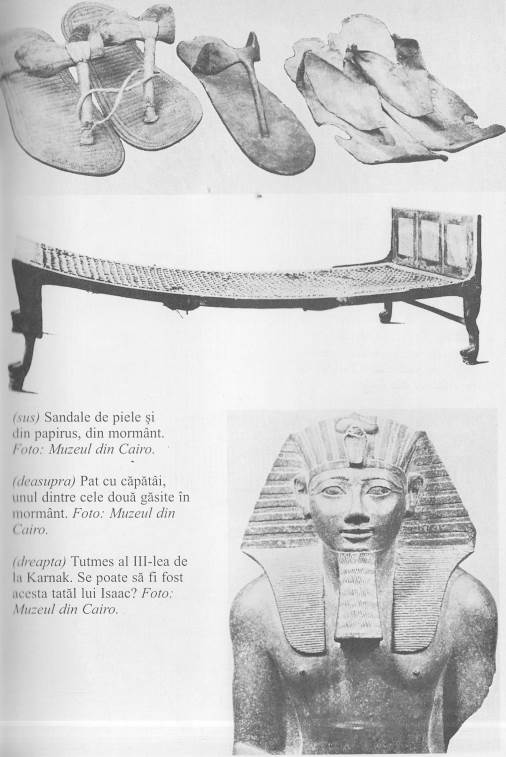 (sus) Sandale de piele și
din papirus, din mormânt.
Foto: Muzeul din Cairo.
(deasupra) Pat cu căpătâi,
unul dintre cele două găsite în
mormânt. Foto: Muzeul din
Cairo.
(dreapta) Tutmes al III-lea de
la Karnak. Se poate să fi fost
acesta tatăl lui Isaac? Foto:
Muzeul din Cairo.